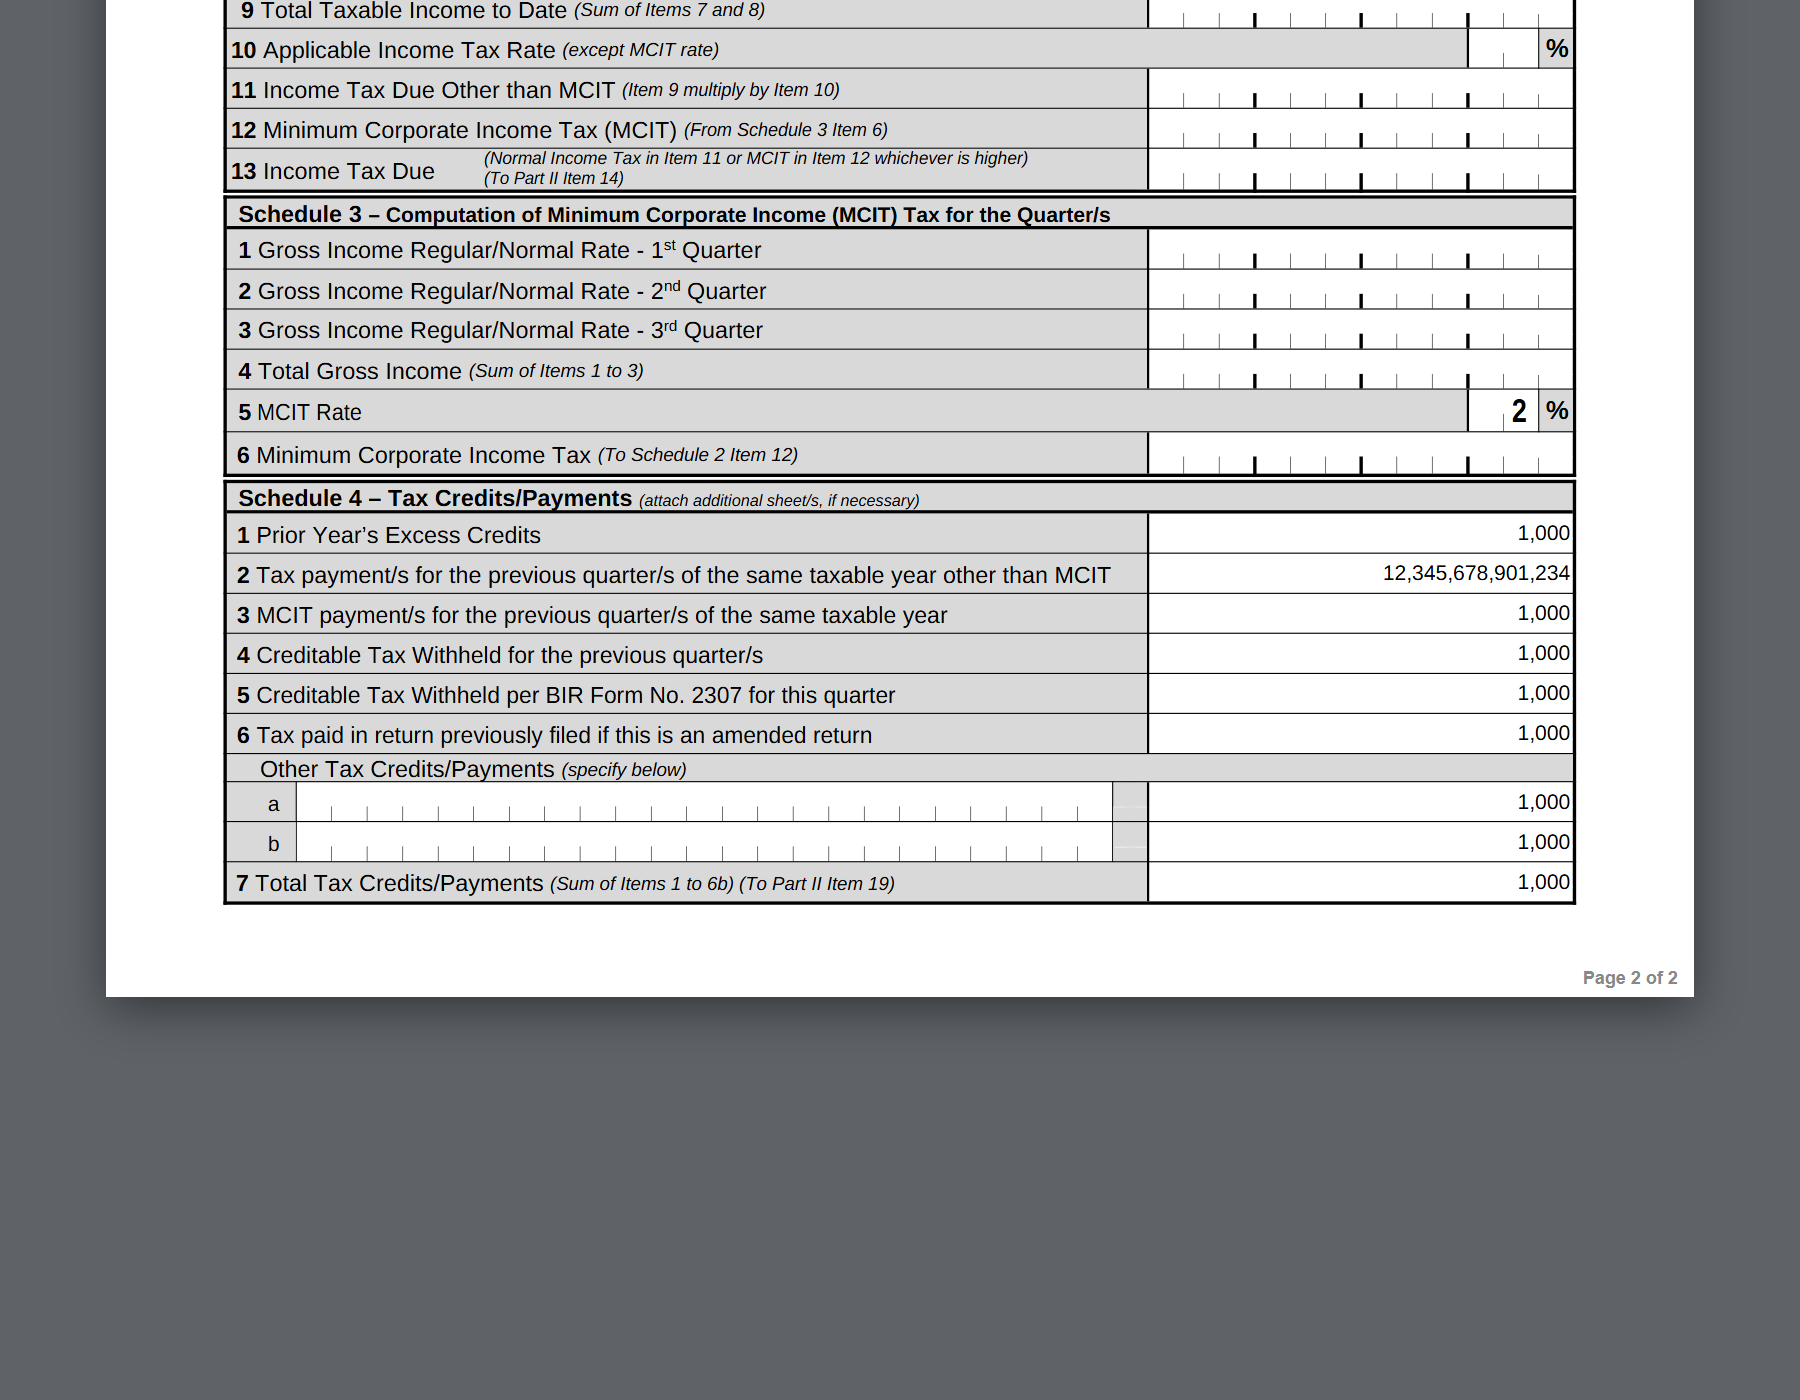 9 Total Taxable Income to Date (Sum of Items 7 and 8)
10 Applicable Income Tax Rate (except MCIT rate) %
11 Income Tax Due Other than MCIT (Item 9 multiply by Item 10)
12 Minimum Corporate Income Tax (MCIT) (From Schedule 3 Item 6)
13 Income Tax Due (Normal Income Tax in Item 11 or MCIT in Item 12 whichever is higher)
(To Part II Item 14)
Schedule 3 – Computation of Minimum Corporate Income (MCIT) Tax for the Quarter/s
1 Gross Income Regular/Normal Rate - 1st Quarter
2 Gross Income Regular/Normal Rate - 2nd Quarter
3 Gross Income Regular/Normal Rate - 3rd Quarter
4 Total Gross Income (Sum of Items 1 to 3)
5 MCIT Rate 2 %
6 Minimum Corporate Income Tax (To Schedule 2 Item 12)
Schedule 4 – Tax Credits/Payments (attach additional sheet/s, if necessary)
1 Prior Year’s Excess Credits 1,000
2 Tax payment/s for the previous quarter/s of the same taxable year other than MCIT 12,345,678,901,234
3 MCIT payment/s for the previous quarter/s of the same taxable year 1,000
4 Creditable Tax Withheld for the previous quarter/s 1,000
5 Creditable Tax Withheld per BIR Form No. 2307 for this quarter 1,000
6 Tax paid in return previously filed if this is an amended return 1,000
Other Tax Credits/Payments (specify below)
a 1,000
b 1,000
7 Total Tax Credits/Payments (Sum of Items 1 to 6b) (To Part II Item 19) 1,000
Page 2 of 2